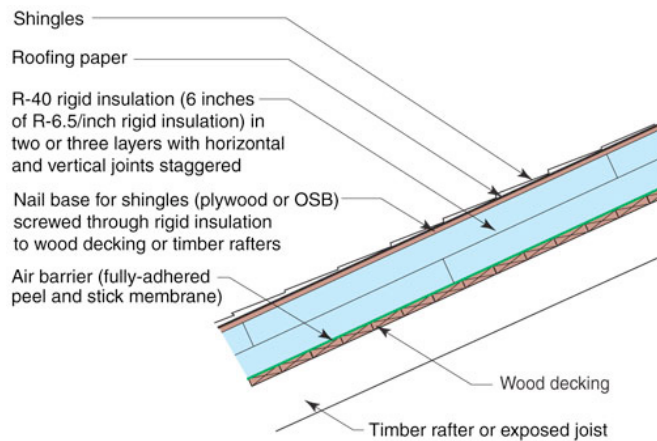 Shingles
Roofing paper
R-40 rigid insulation (6 inches
of R-6.5/inch rigid insulation) in
two or three layers with horizontal
and vertical joints staggered
Nail base for shingles (plywood or OSB)
screwed through rigid insulation
to wood decking or timber rafters
Air barrier (fully-adhered
peel and stick membrane)
Wood decking
Timber rafter or exposed joist